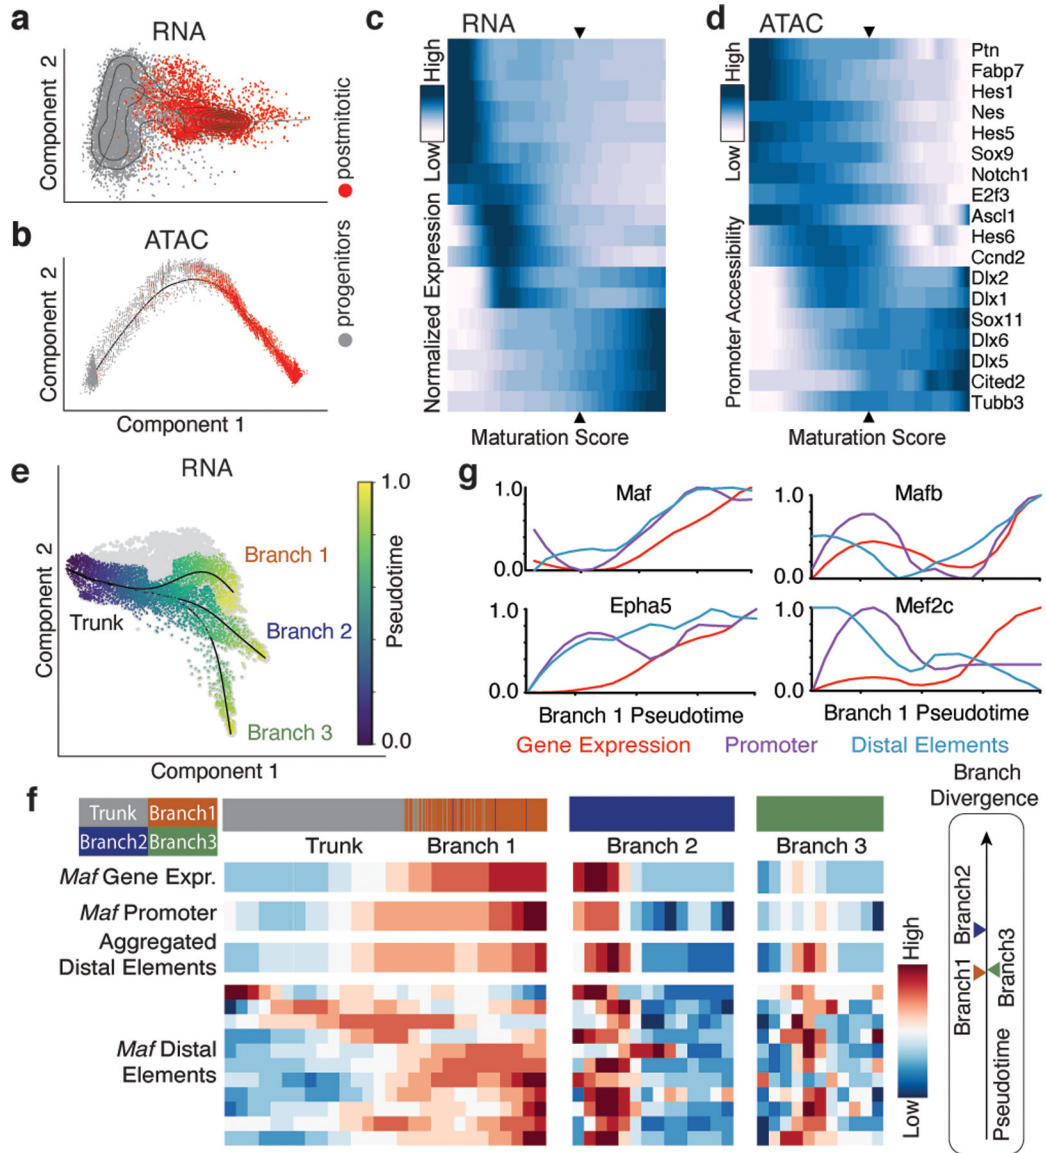 a
RNA
Component 2
postmitotic
progenitors
b
ATAC
Component 2
Component 1
c
RNA
High
Low
Normalized Expression
Maturation Score
d
ATAC
High
Low
Promoter Accessibility
Maturation Score
Ptn
Fabp7
Hes1
Nes
Hes5
Sox9
Notch1
E2f3
Ascl1
Hes6
Ccnd2
Dlx2
Dlx1
Sox11
Dlx6
Dlx5
Cited2
Tubb3
e
RNA
Component 2
Component 1
Trunk
Branch 1
Branch 2
Branch 3
1.0
Pseudotime
0.0
g
Maf
1.0
0.0
Mafb
1.0
0.0
Epha5
1.0
0.0
Mef2c
1.0
0.0
Branch 1 Pseudotime
Branch 1 Pseudotime
Gene Expression
Promoter
Distal Elements
f
Trunk
Branch1
Branch2
Branch3
Trunk
Branch 1
Branch 2
Branch 3
Maf Gene Expr.
Maf Promoter
Aggregated
Distal Elements
Maf Distal
Elements
High
Low
Branch
Divergence
Branch2
Branch1
Branch3
Pseudotime